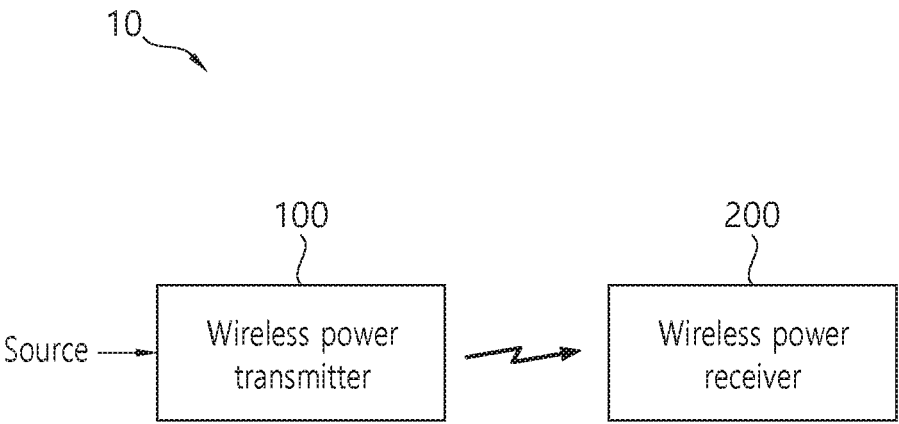 10
100
200
Source
Wireless power
transmitter
Wireless power
receiver